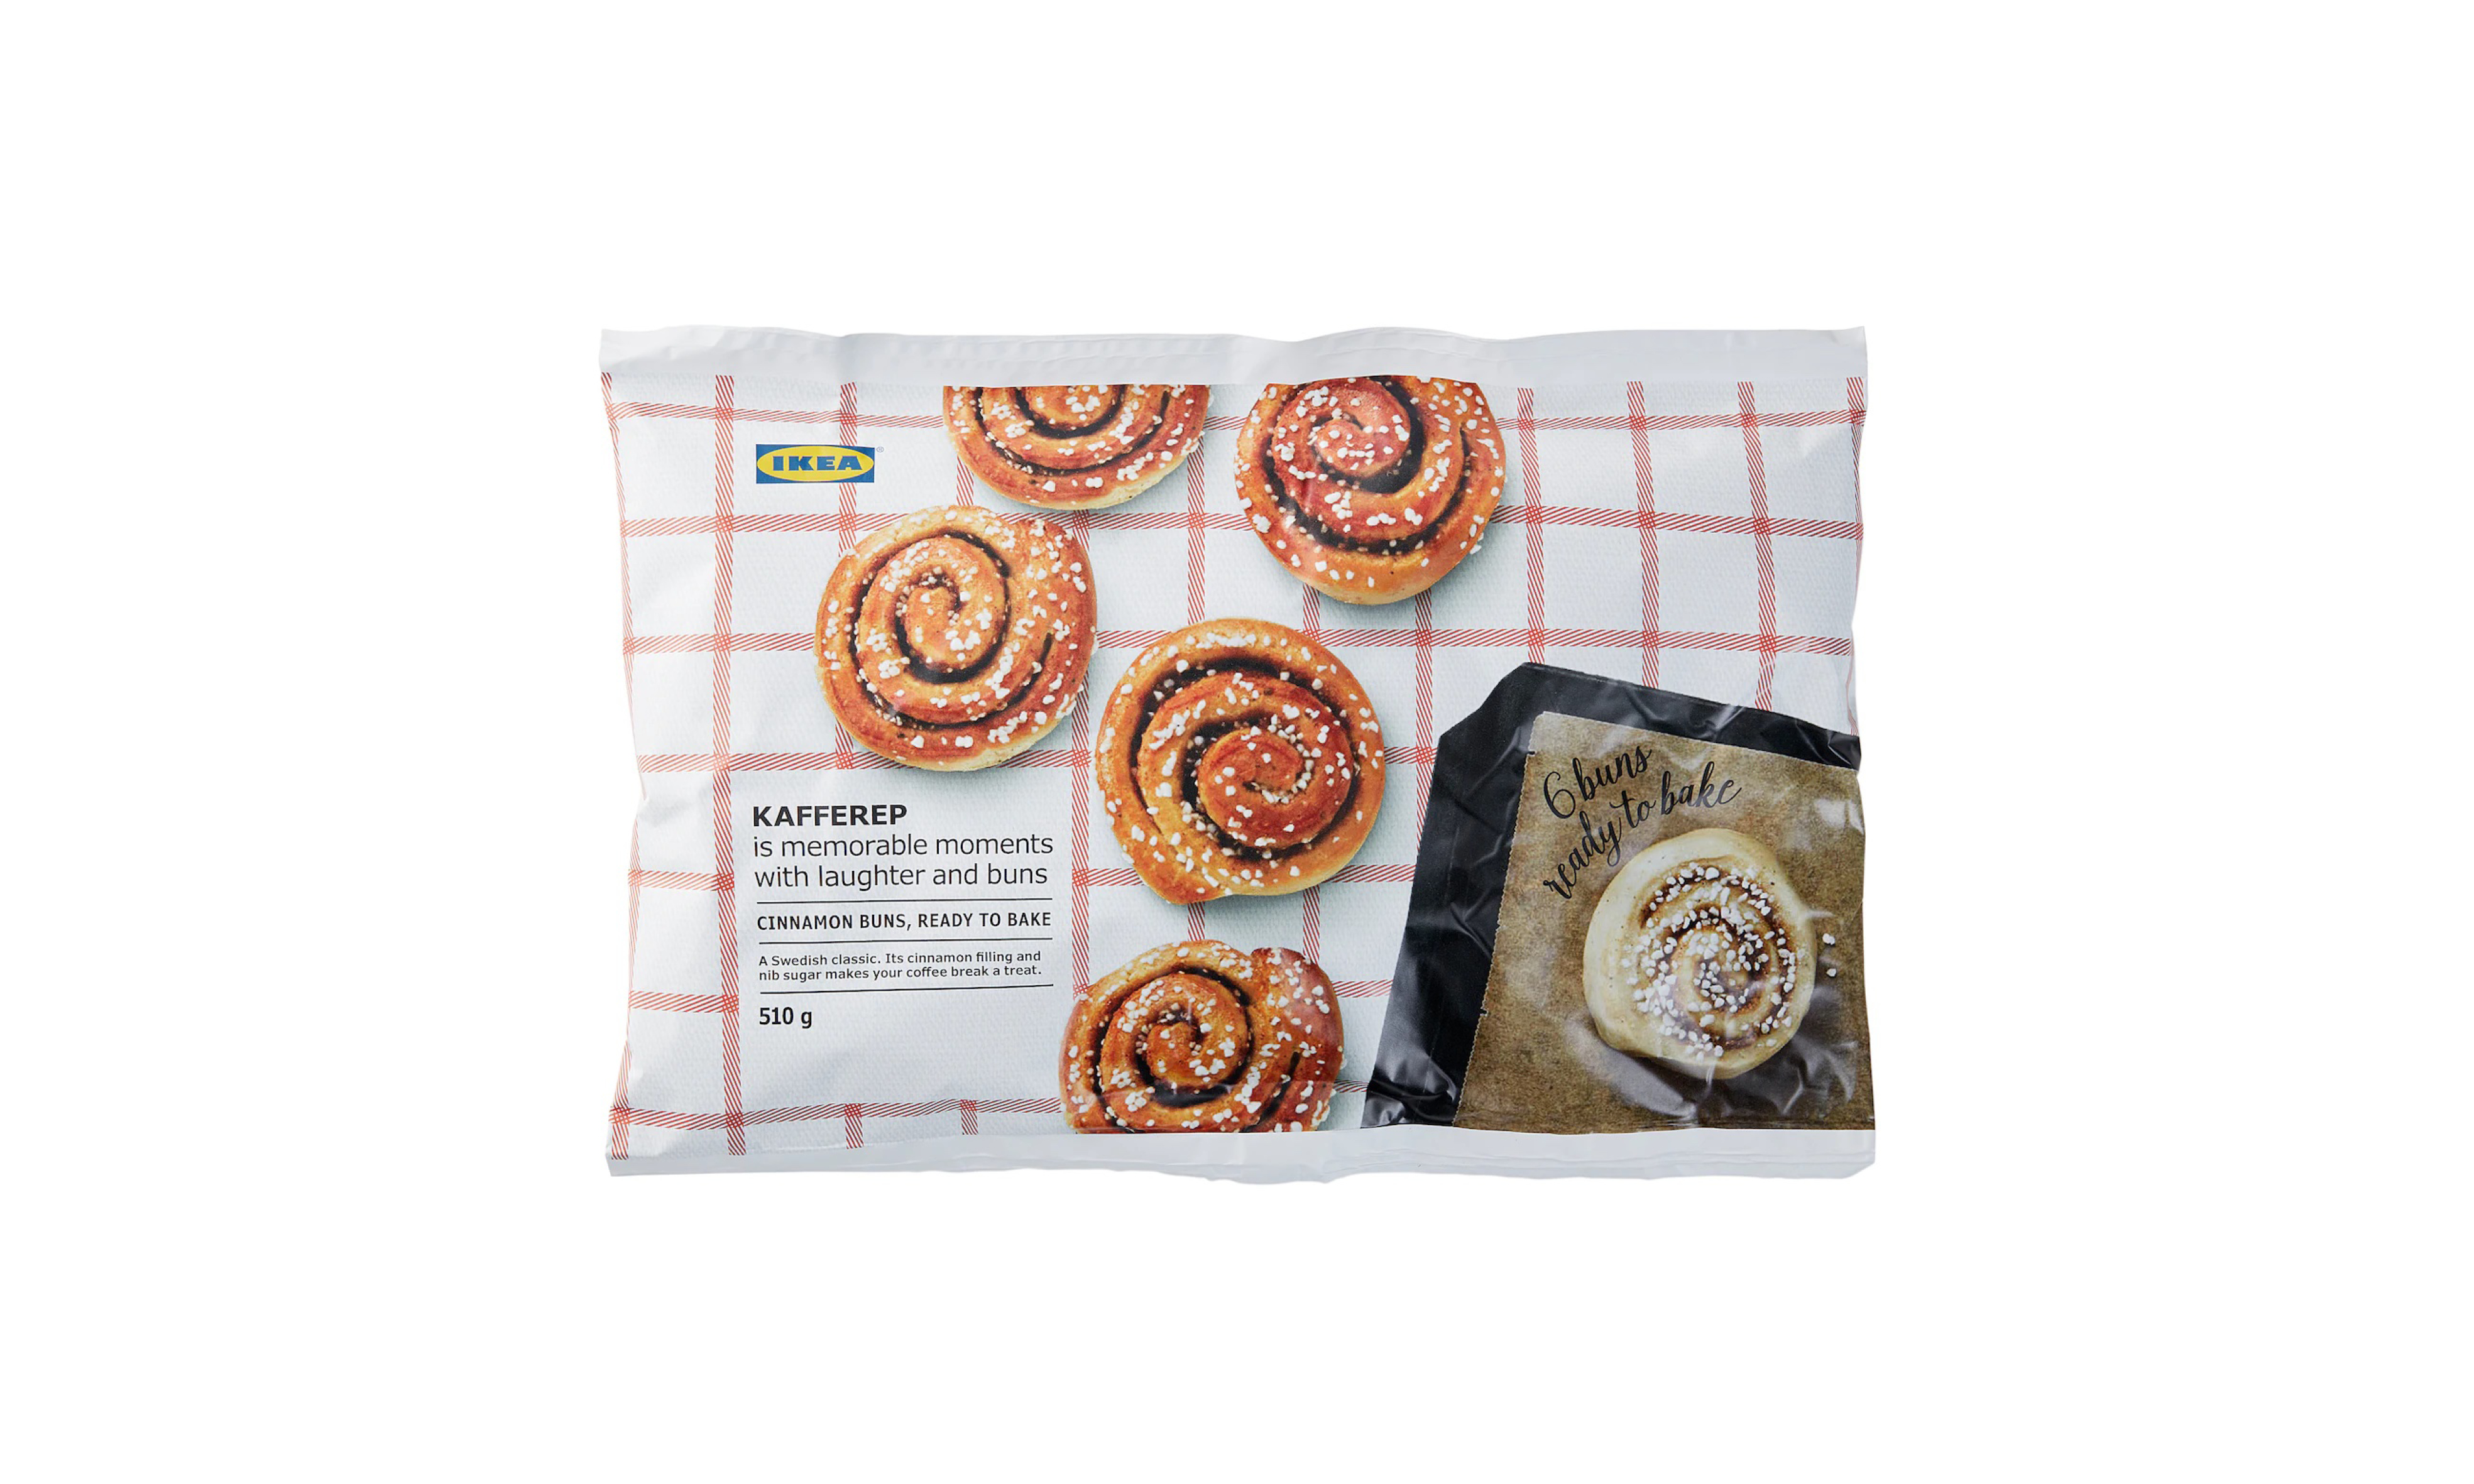 IKEA®
KAFFEREP
is memorable moments
with laughter and buns
CINNAMON BUNS, READY TO BAKE
A Swedish classic. Its cinnamon filling and
nib sugar makes your coffee break a treat.
510 g
6 buns
ready to bake